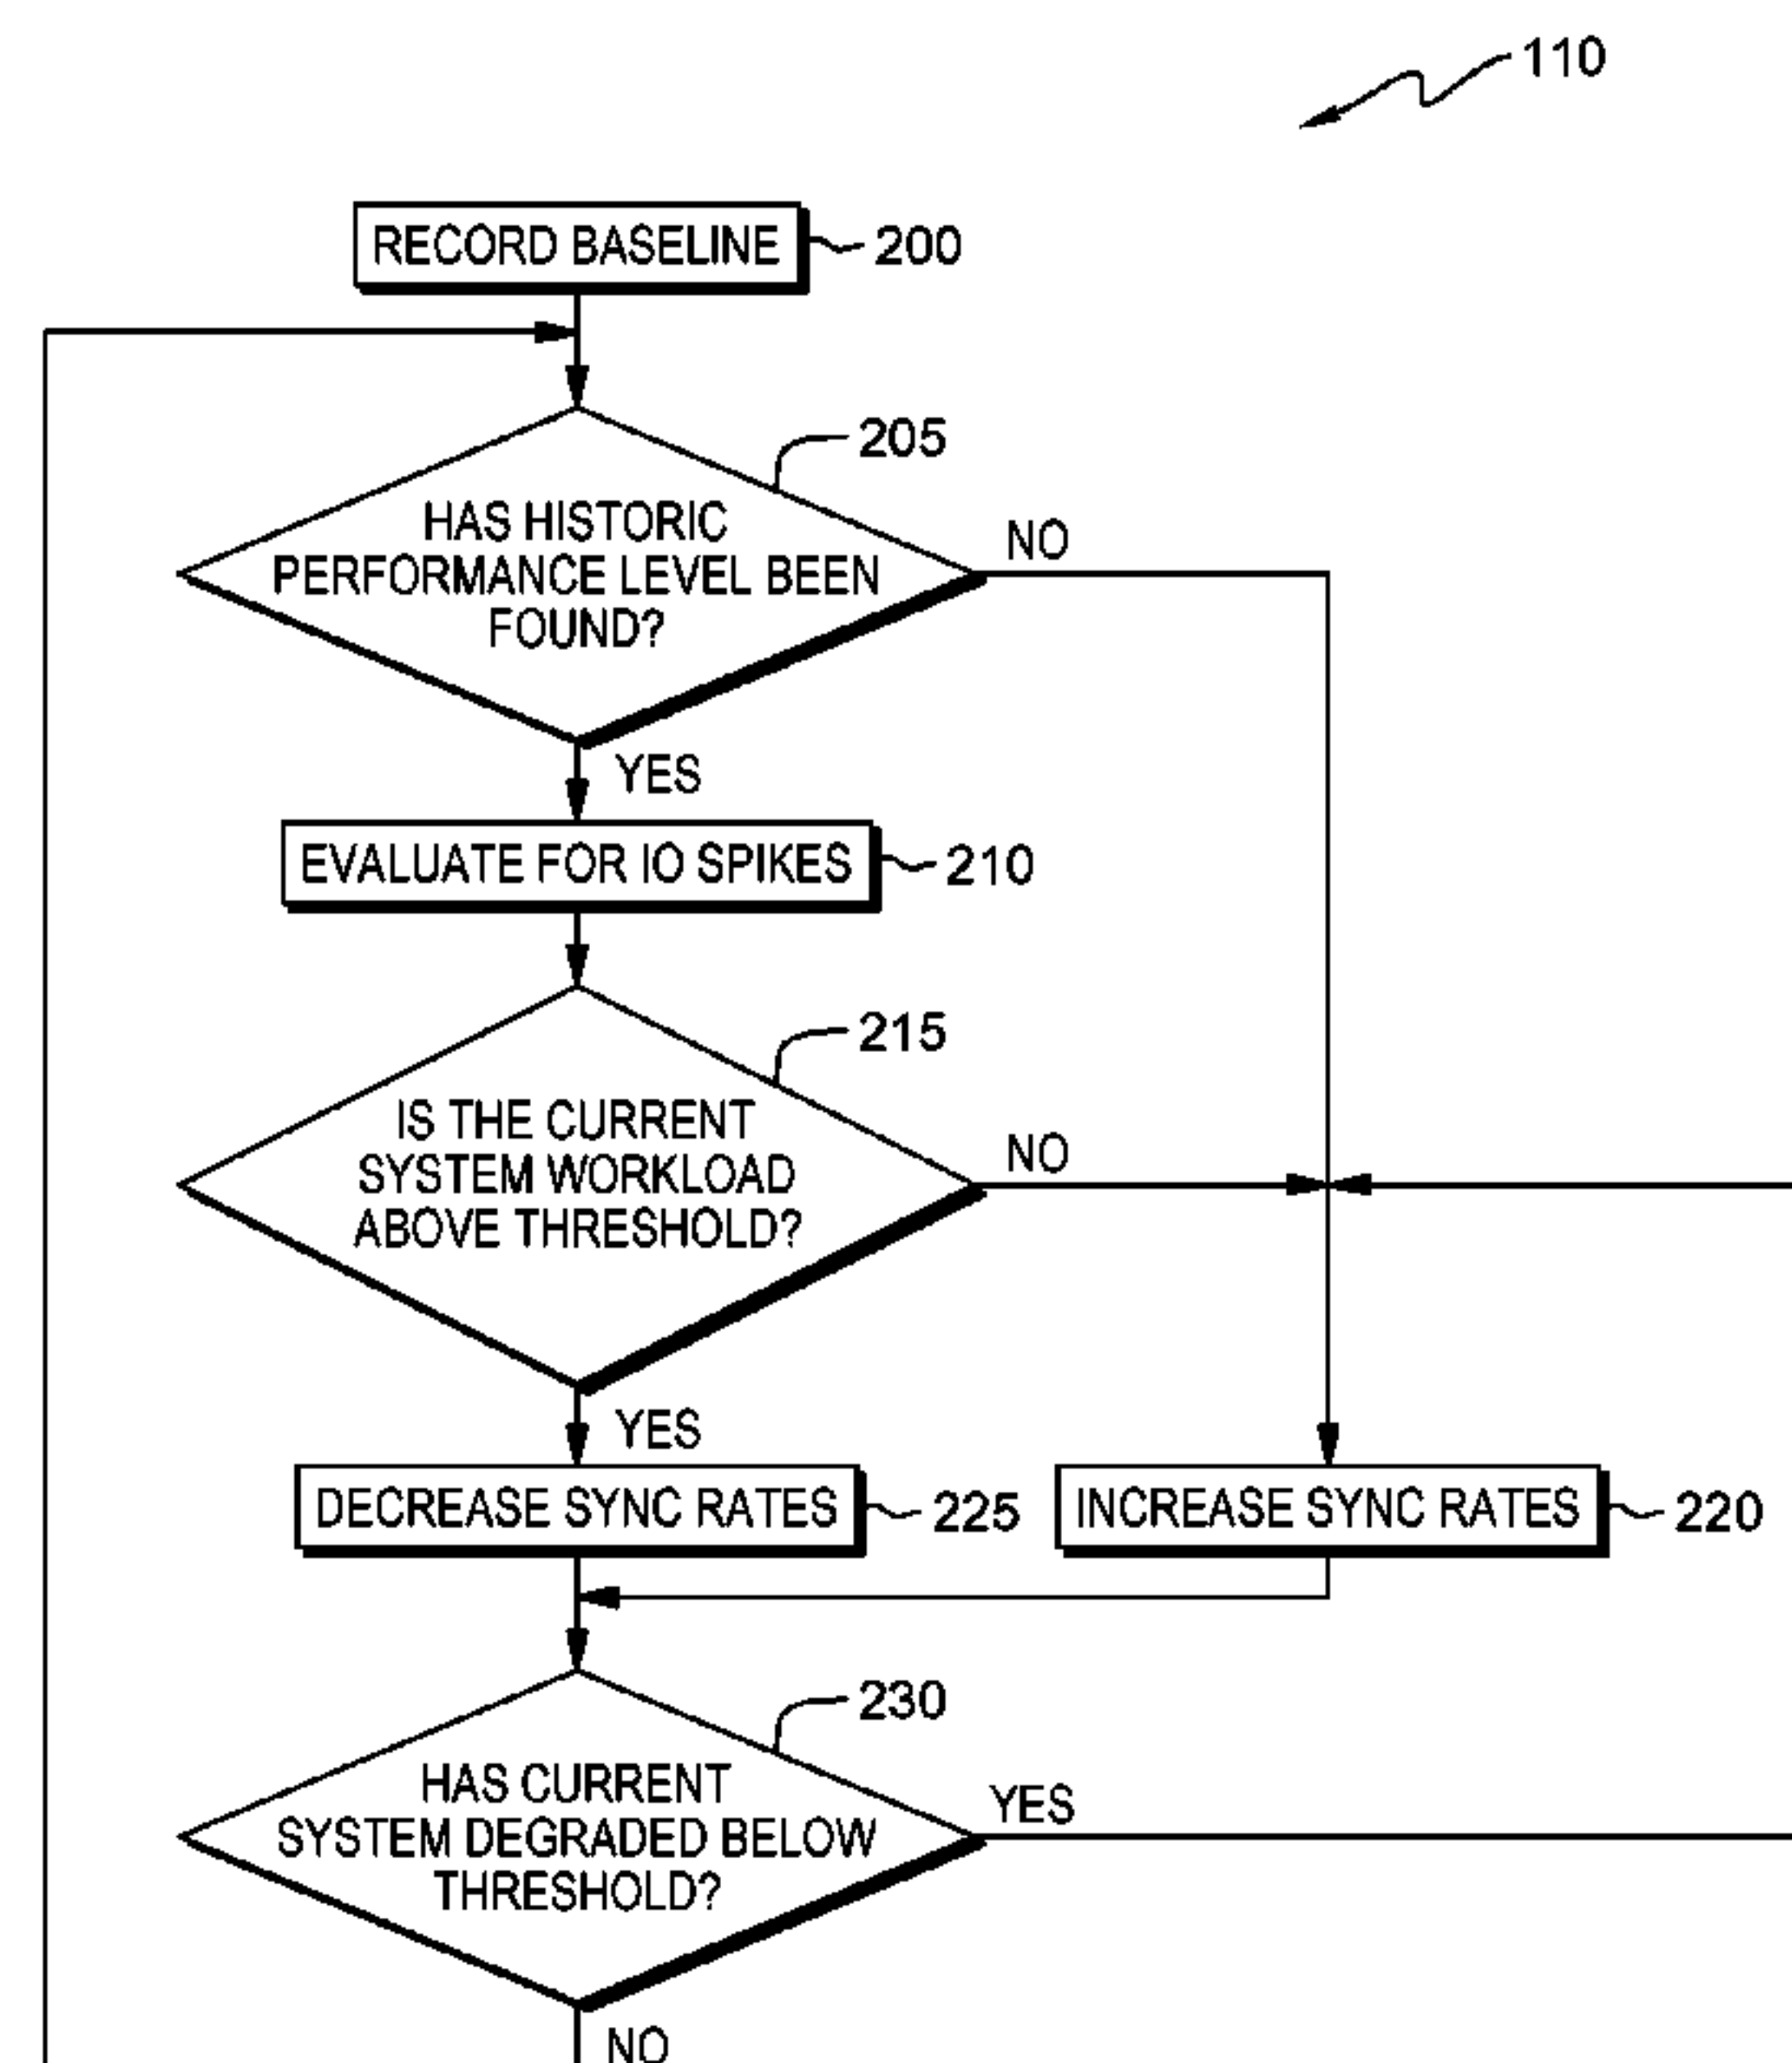 110
RECORD BASELINE
200
205
HAS HISTORIC
PERFORMANCE LEVEL BEEN
FOUND?
NO
YES
EVALUATE FOR IO SPIKES
210
215
IS THE CURRENT
SYSTEM WORKLOAD
ABOVE THRESHOLD?
NO
YES
DECREASE SYNC RATES
225
INCREASE SYNC RATES
220
230
HAS CURRENT
SYSTEM DEGRADED BELOW
THRESHOLD?
YES
NO